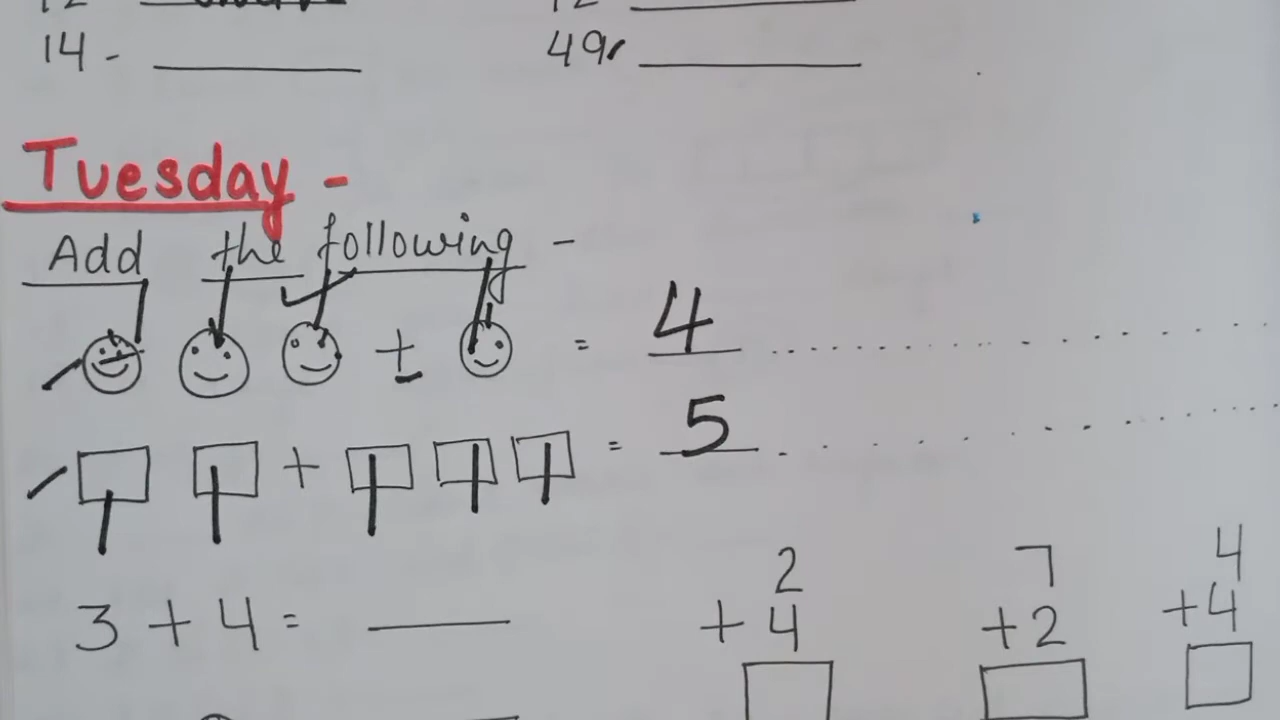 14 - 49
Tuesday -
Add the following -
+ = 4
+ = 5
3 + 4 =
2 7 4
+ 4 + 2 + 4